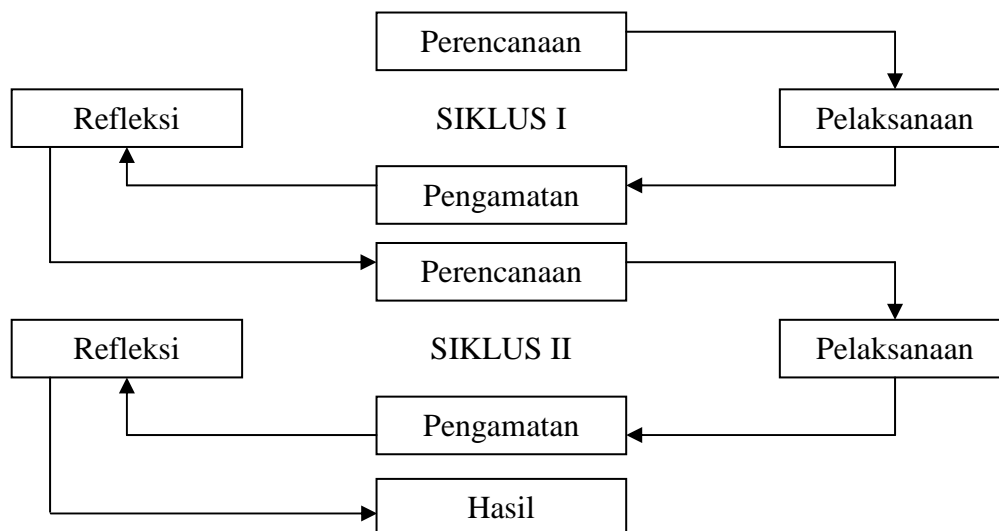 Perencanaan
Refleksi
SIKLUS I
Pelaksanaan
Pengamatan
Perencanaan
Refleksi
SIKLUS II
Pelaksanaan
Pengamatan
Hasil